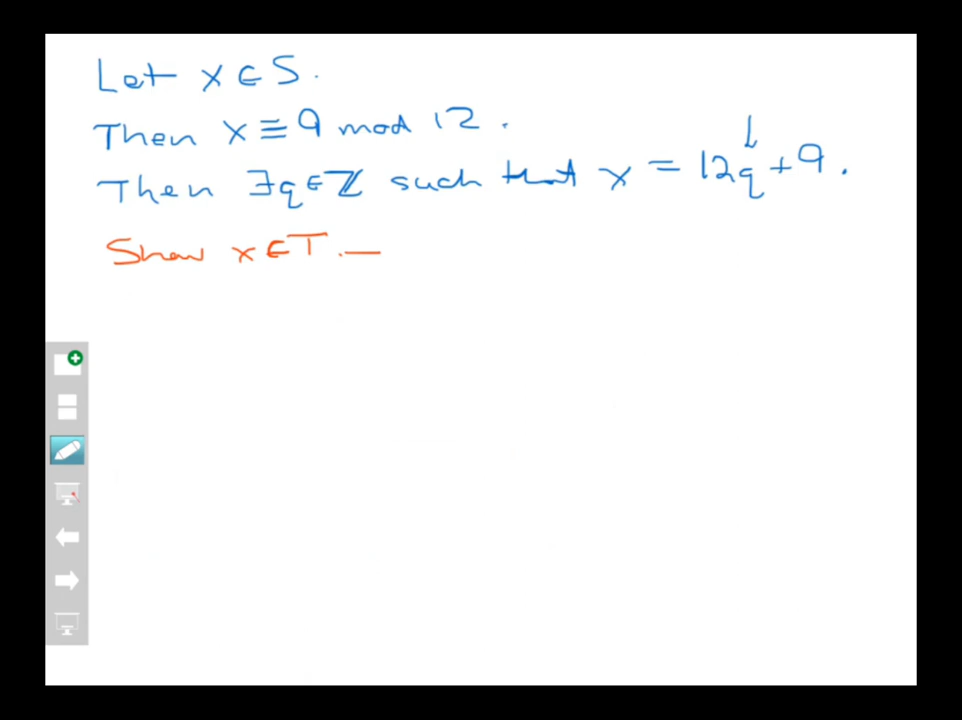 Let x ∈ S.
Then x ≡ 9 mod 12.
Then ∃q∈ℤ such that x = 12q+9.
Show x∈T.